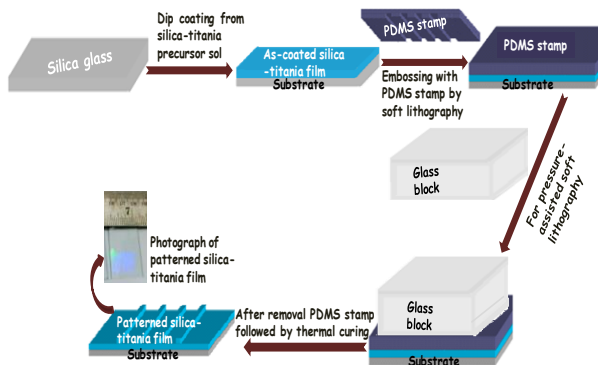 Silica glass
Dip coating from
silica-titania
precursor sol
As-coated silica
-titania film
Substrate
PDMS stamp
Embossing with
PDMS stamp by
soft lithography
PDMS stamp
Substrate
For pressure-
assisted soft
lithography
Glass
block
Glass
block
Substrate
After removal PDMS stamp
followed by thermal curing
Patterned silica-
titania film
Substrate
Photograph of
patterned silica-
titania film
7